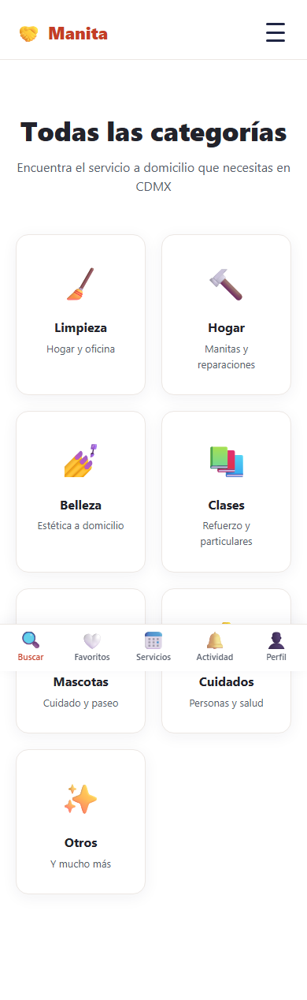 Manita
Todas las categorías
Encuentra el servicio a domicilio que necesitas en
CDMX
Limpieza
Hogar y oficina
Hogar
Manitas y
reparaciones
Belleza
Estética a domicilio
Clases
Refuerzo y
particulares
Buscar
Favoritos
Servicios
Actividad
Perfil
Mascotas
Cuidado y paseo
Cuidados
Personas y salud
Otros
Y mucho más